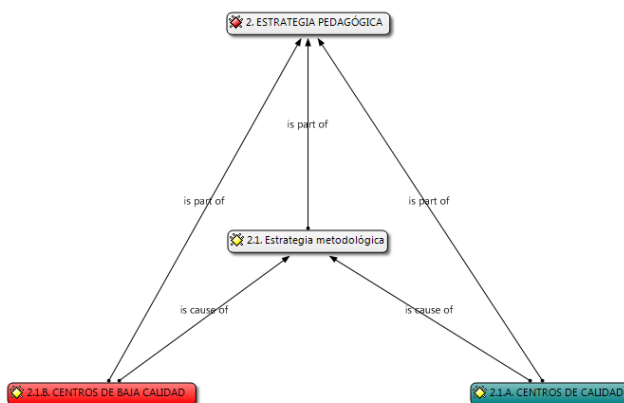 2. ESTRATEGIA PEDAGÓGICA
is part of
is part of
is part of
2.1. Estrategia metodológica
is cause of
is cause of
2.1.B. CENTROS DE BAJA CALIDAD
2.1.A. CENTROS DE CALIDAD